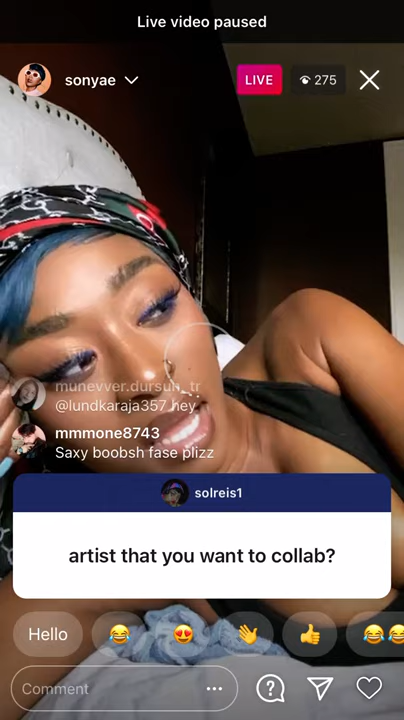 Live video paused
sonyae
LIVE
275
munevver.dursun_tr
@lundkaraja357 hey
mmmone8743
Saxy boobsh fase plizz
solreis1
artist that you want to collab?
Hello
Comment